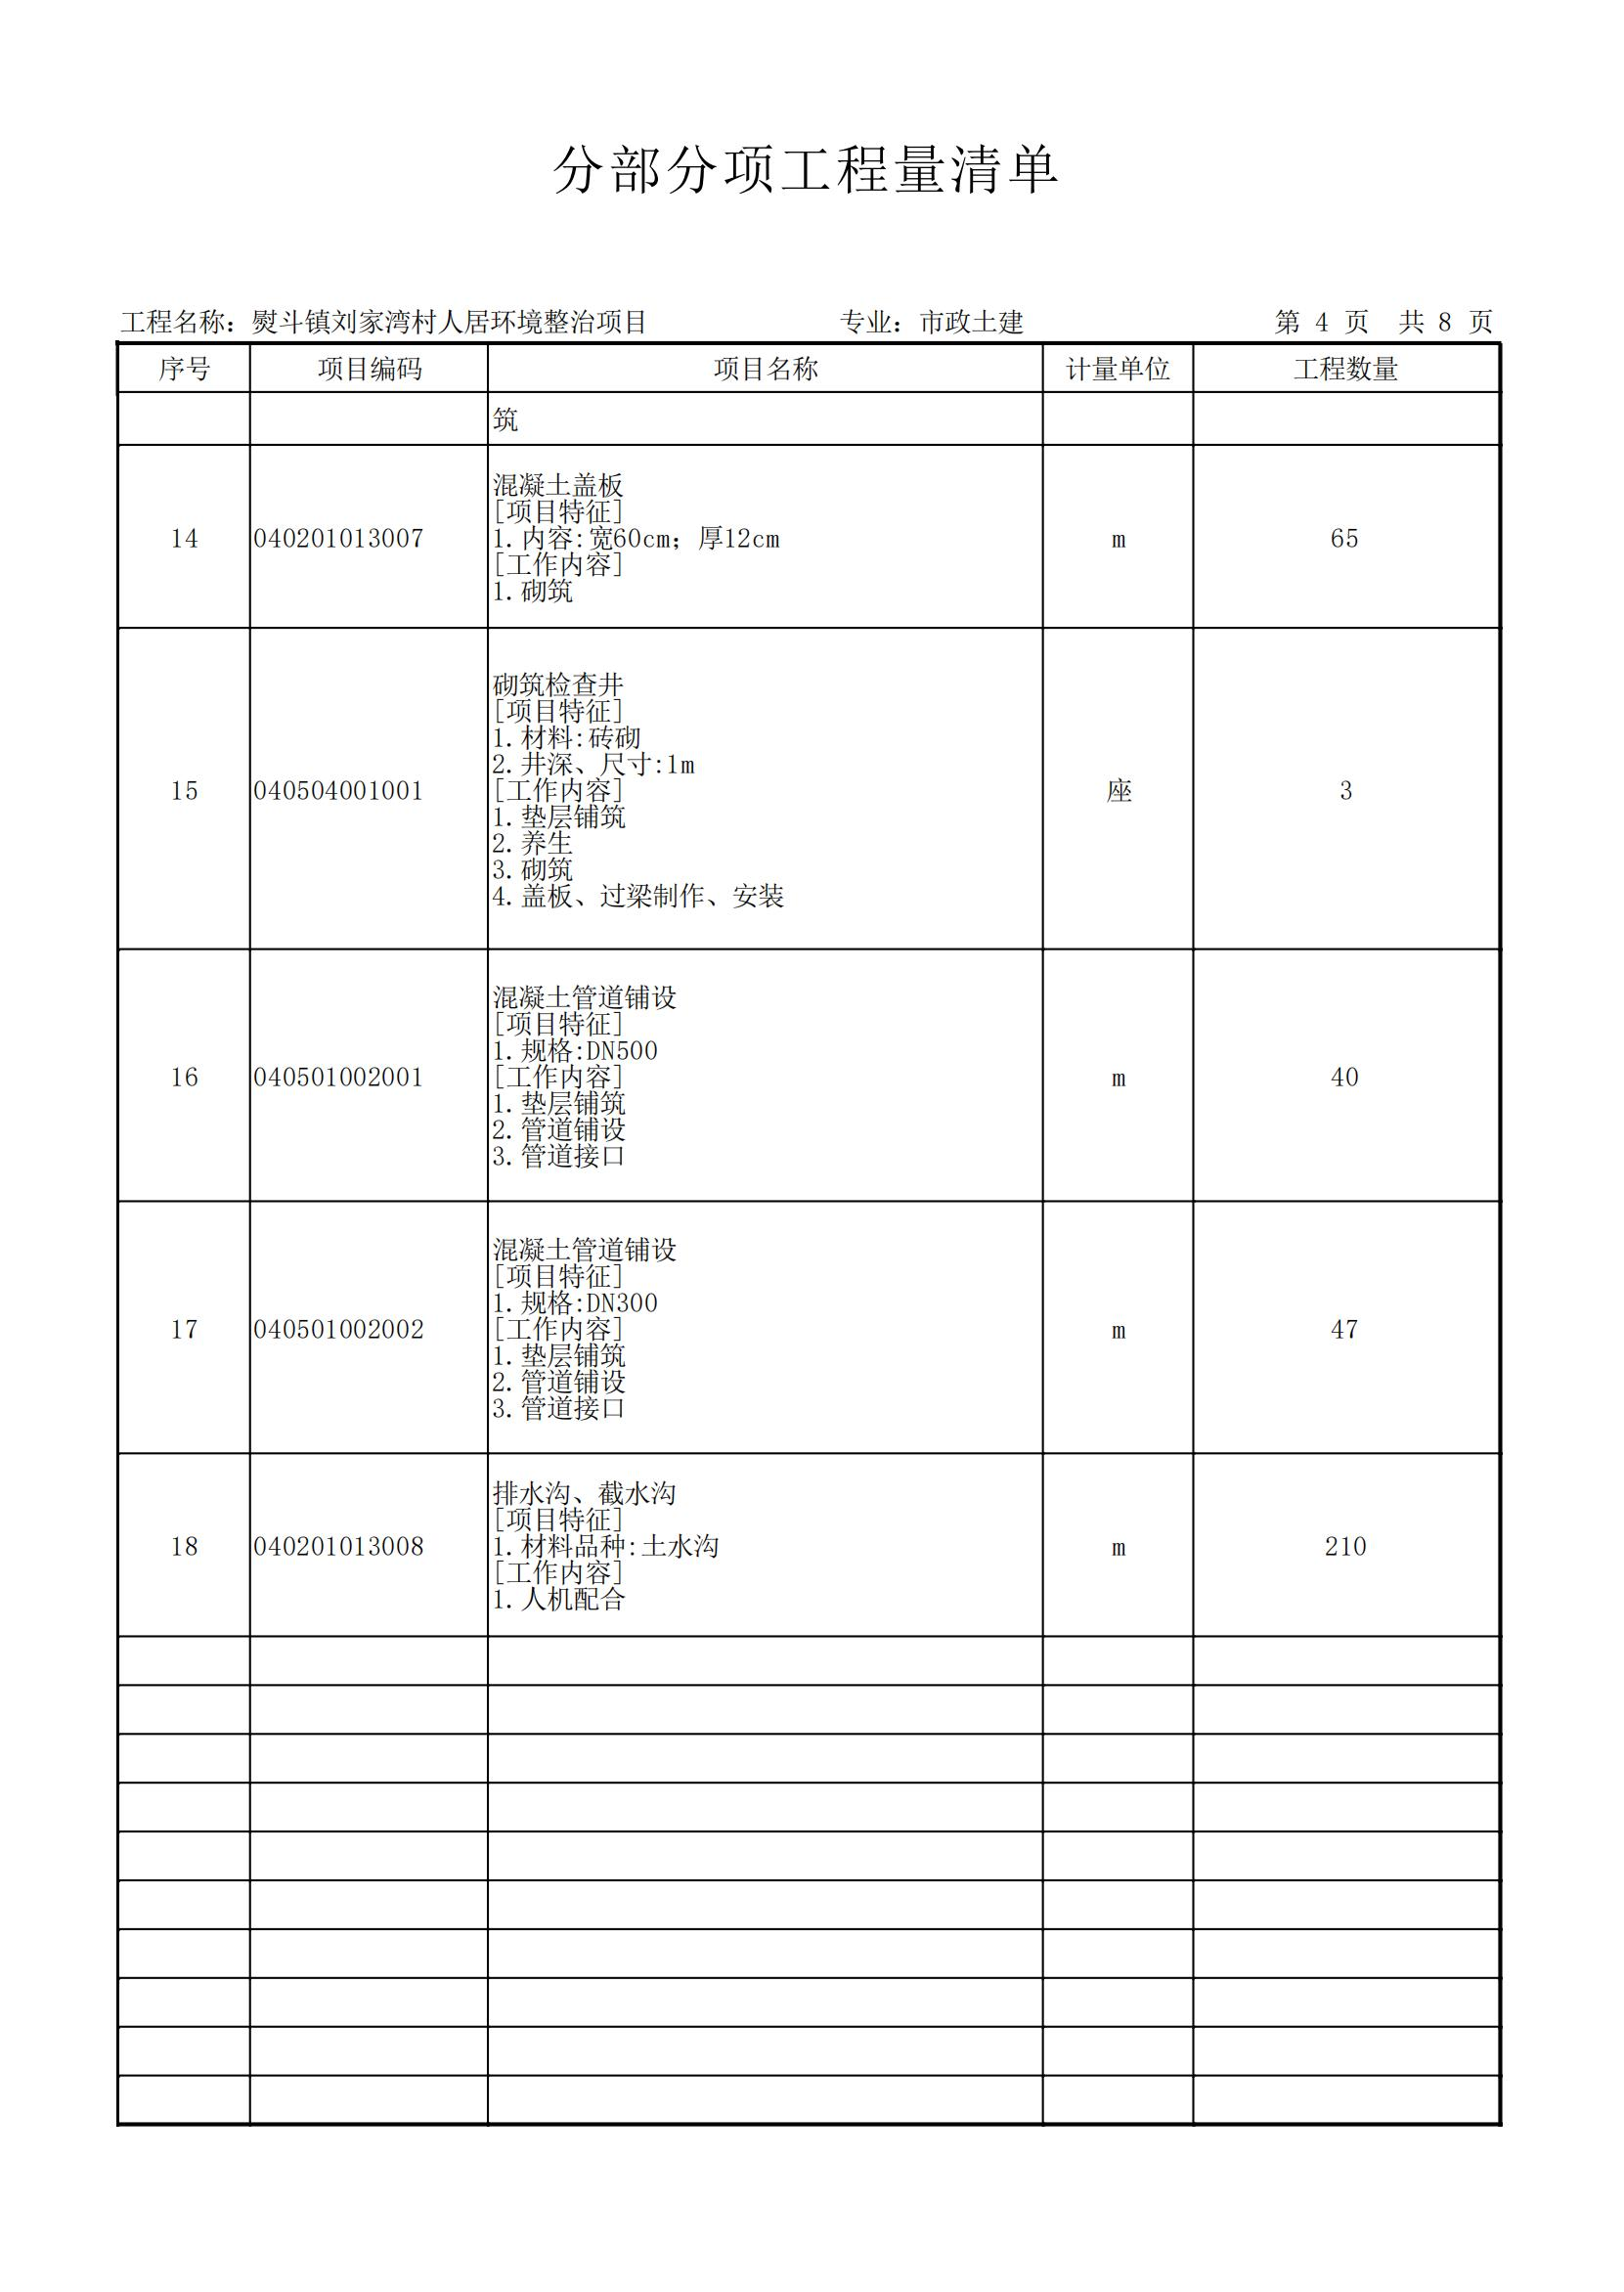 分部分项工程量清单
工程名称：熨斗镇刘家湾村人居环境整治项目 专业：市政土建 第 4 页 共 8 页
序号 项目编码 项目名称 计量单位 工程数量
筑
14 040201013007 混凝土盖板
[项目特征]
1.内容:宽60cm；厚12cm
[工作内容]
1.砌筑
m 65
15 040504001001 砌筑检查井
[项目特征]
1.材料:砖砌
2.井深、尺寸:1m
[工作内容]
1.垫层铺筑
2.养生
3.砌筑
4.盖板、过梁制作、安装
座 3
16 040501002001 混凝土管道铺设
[项目特征]
1.规格:DN500
[工作内容]
1.垫层铺筑
2.管道铺设
3.管道接口
m 40
17 040501002002 混凝土管道铺设
[项目特征]
1.规格:DN300
[工作内容]
1.垫层铺筑
2.管道铺设
3.管道接口
m 47
18 040201013008 排水沟、截水沟
[项目特征]
1.材料品种:土水沟
[工作内容]
1.人机配合
m 210